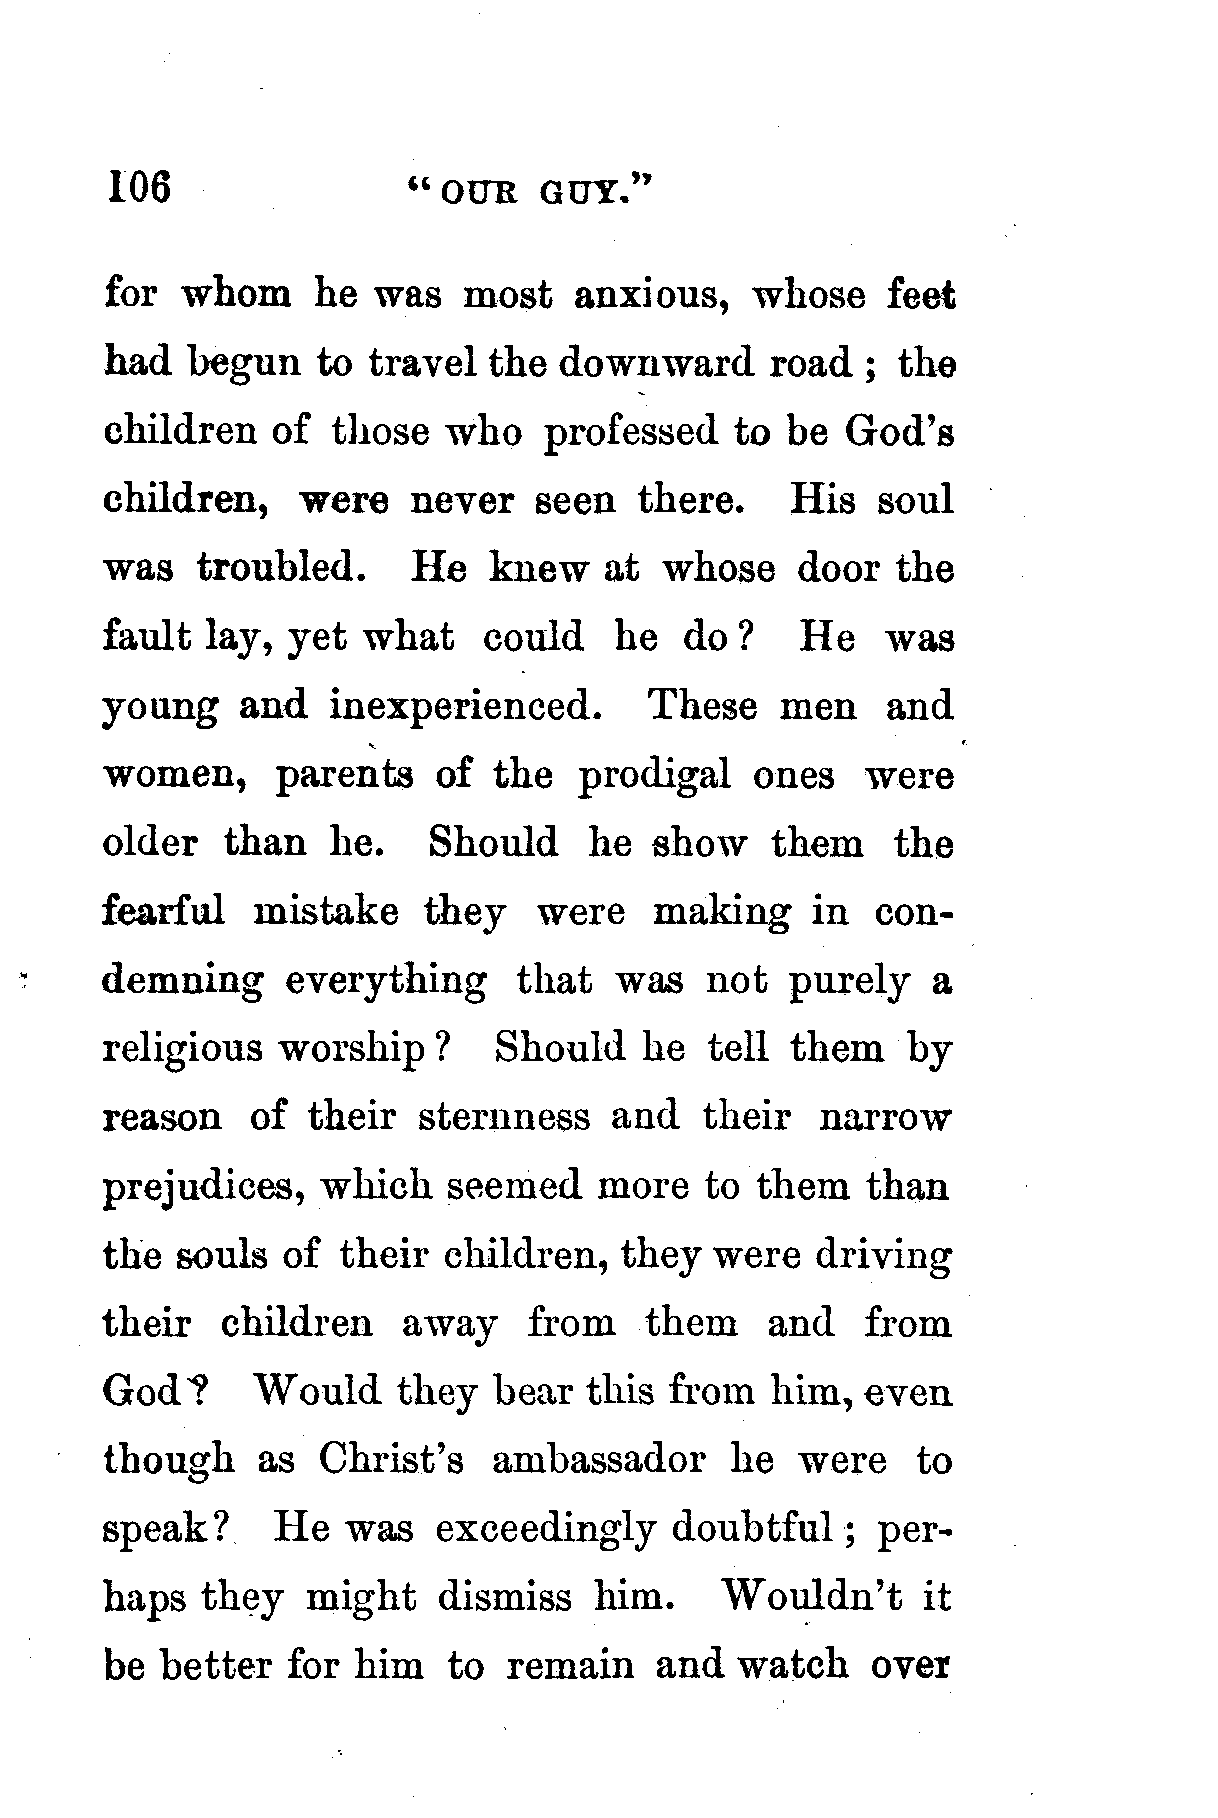 106 “OUR GUY.”
for whom he was most anxious, whose feet
had begun to travel the downward road ; the
children of those who professed to be God’s
children, were never seen there. His soul
was troubled. He knew at whose door the
fault lay, yet what could he do ? He was
young and inexperienced. These men and
women, parents of the prodigal ones were
older than he. Should he show them the
fearful mistake they were making in con-
demning everything that was not purely a
religious worship ? Should he tell them by
reason of their sternness and their narrow
prejudices, which seemed more to them than
the souls of their children, they were driving
their children away from them and from
God ? Would they bear this from him, even
though as Christ’s ambassador he were to
speak ? He was exceedingly doubtful ; per-
haps they might dismiss him. Wouldn’t it
be better for him to remain and watch over